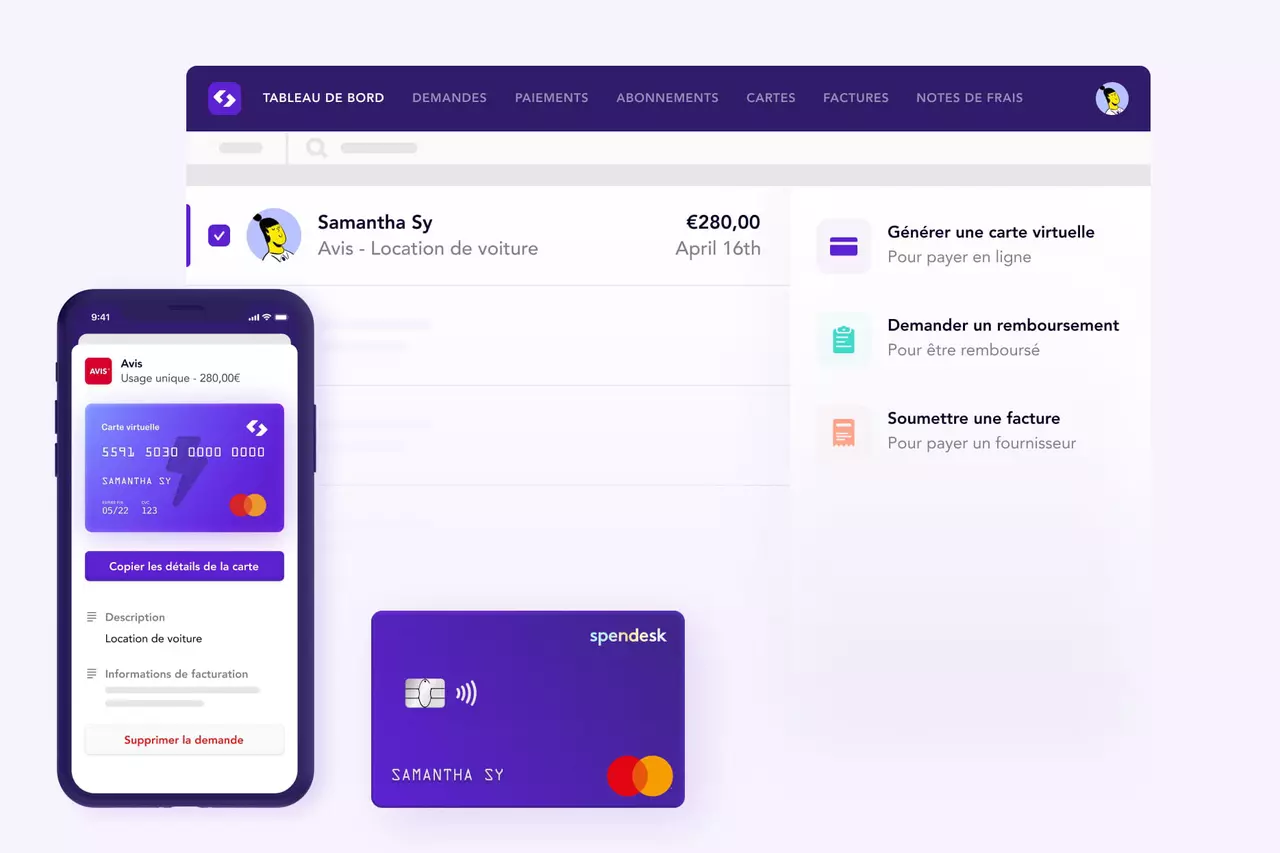 TABLEAU DE BORD DEMANDES PAIEMENTS ABONNEMENTS CARTES FACTURES NOTES DE FRAIS
Samantha Sy €280,00
Avis - Location de voiture April 16th
Générer une carte virtuelle
Pour payer en ligne
Demander un remboursement
Pour être remboursé
Soumettre une facture
Pour payer un fournisseur
9:41
AVIS
Avis
Usage unique - 280,00€
Carte virtuelle
5591 5030 0000 0000
SAMANTHA SY
CVC
05/22 123
Copier les détails de la carte
Description
Location de voiture
Informations de facturation
Supprimer la demande
spendesk
SAMANTHA SY